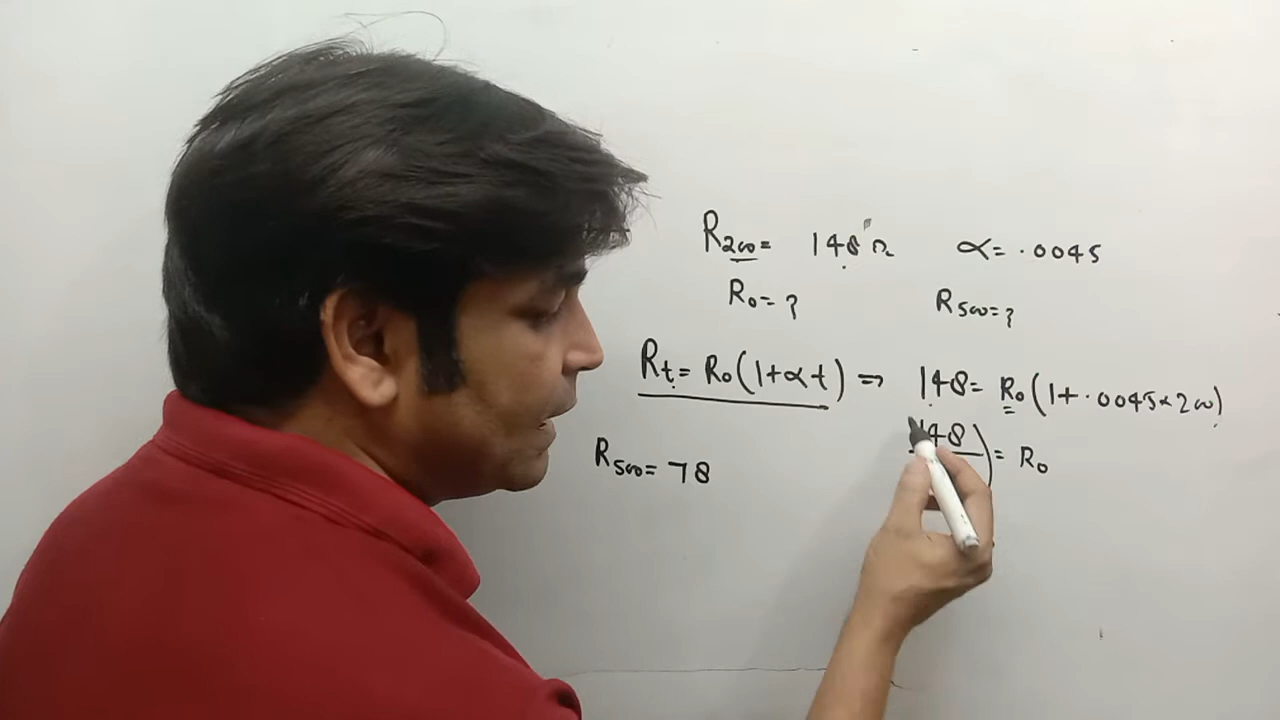 R₂₀₀ = 148 Ω α = .0045
R₀ = ? R₅₀₀ = ?
Rₜ = R₀(1+αt) ⇒ 148 = R₀(1+.0045×200)
148 ) = R₀
R₅₀₀ = 78